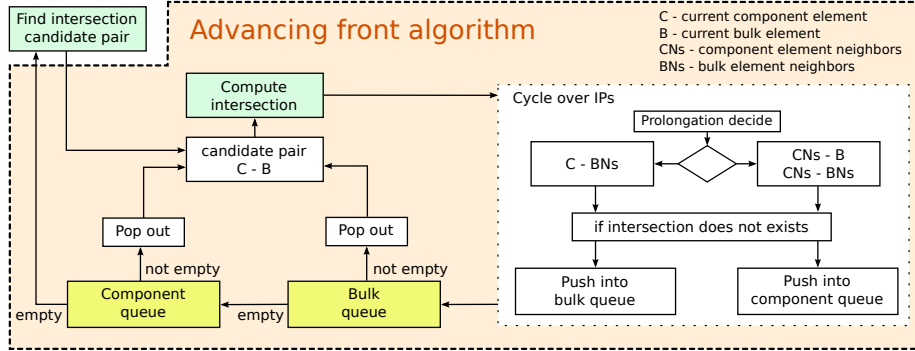 Find intersection
candidate pair
Advancing front algorithm
C - current component element
B - current bulk element
CNs - component element neighbors
BNs - bulk element neighbors
Compute
intersection
Cycle over IPs
Prolongation decide
candidate pair
C - B
C - BNs
CNs - B
CNs - BNs
Pop out
Pop out
if intersection does not exists
not empty
not empty
Component
queue
Bulk
queue
Push into
bulk queue
Push into
component queue
empty
empty